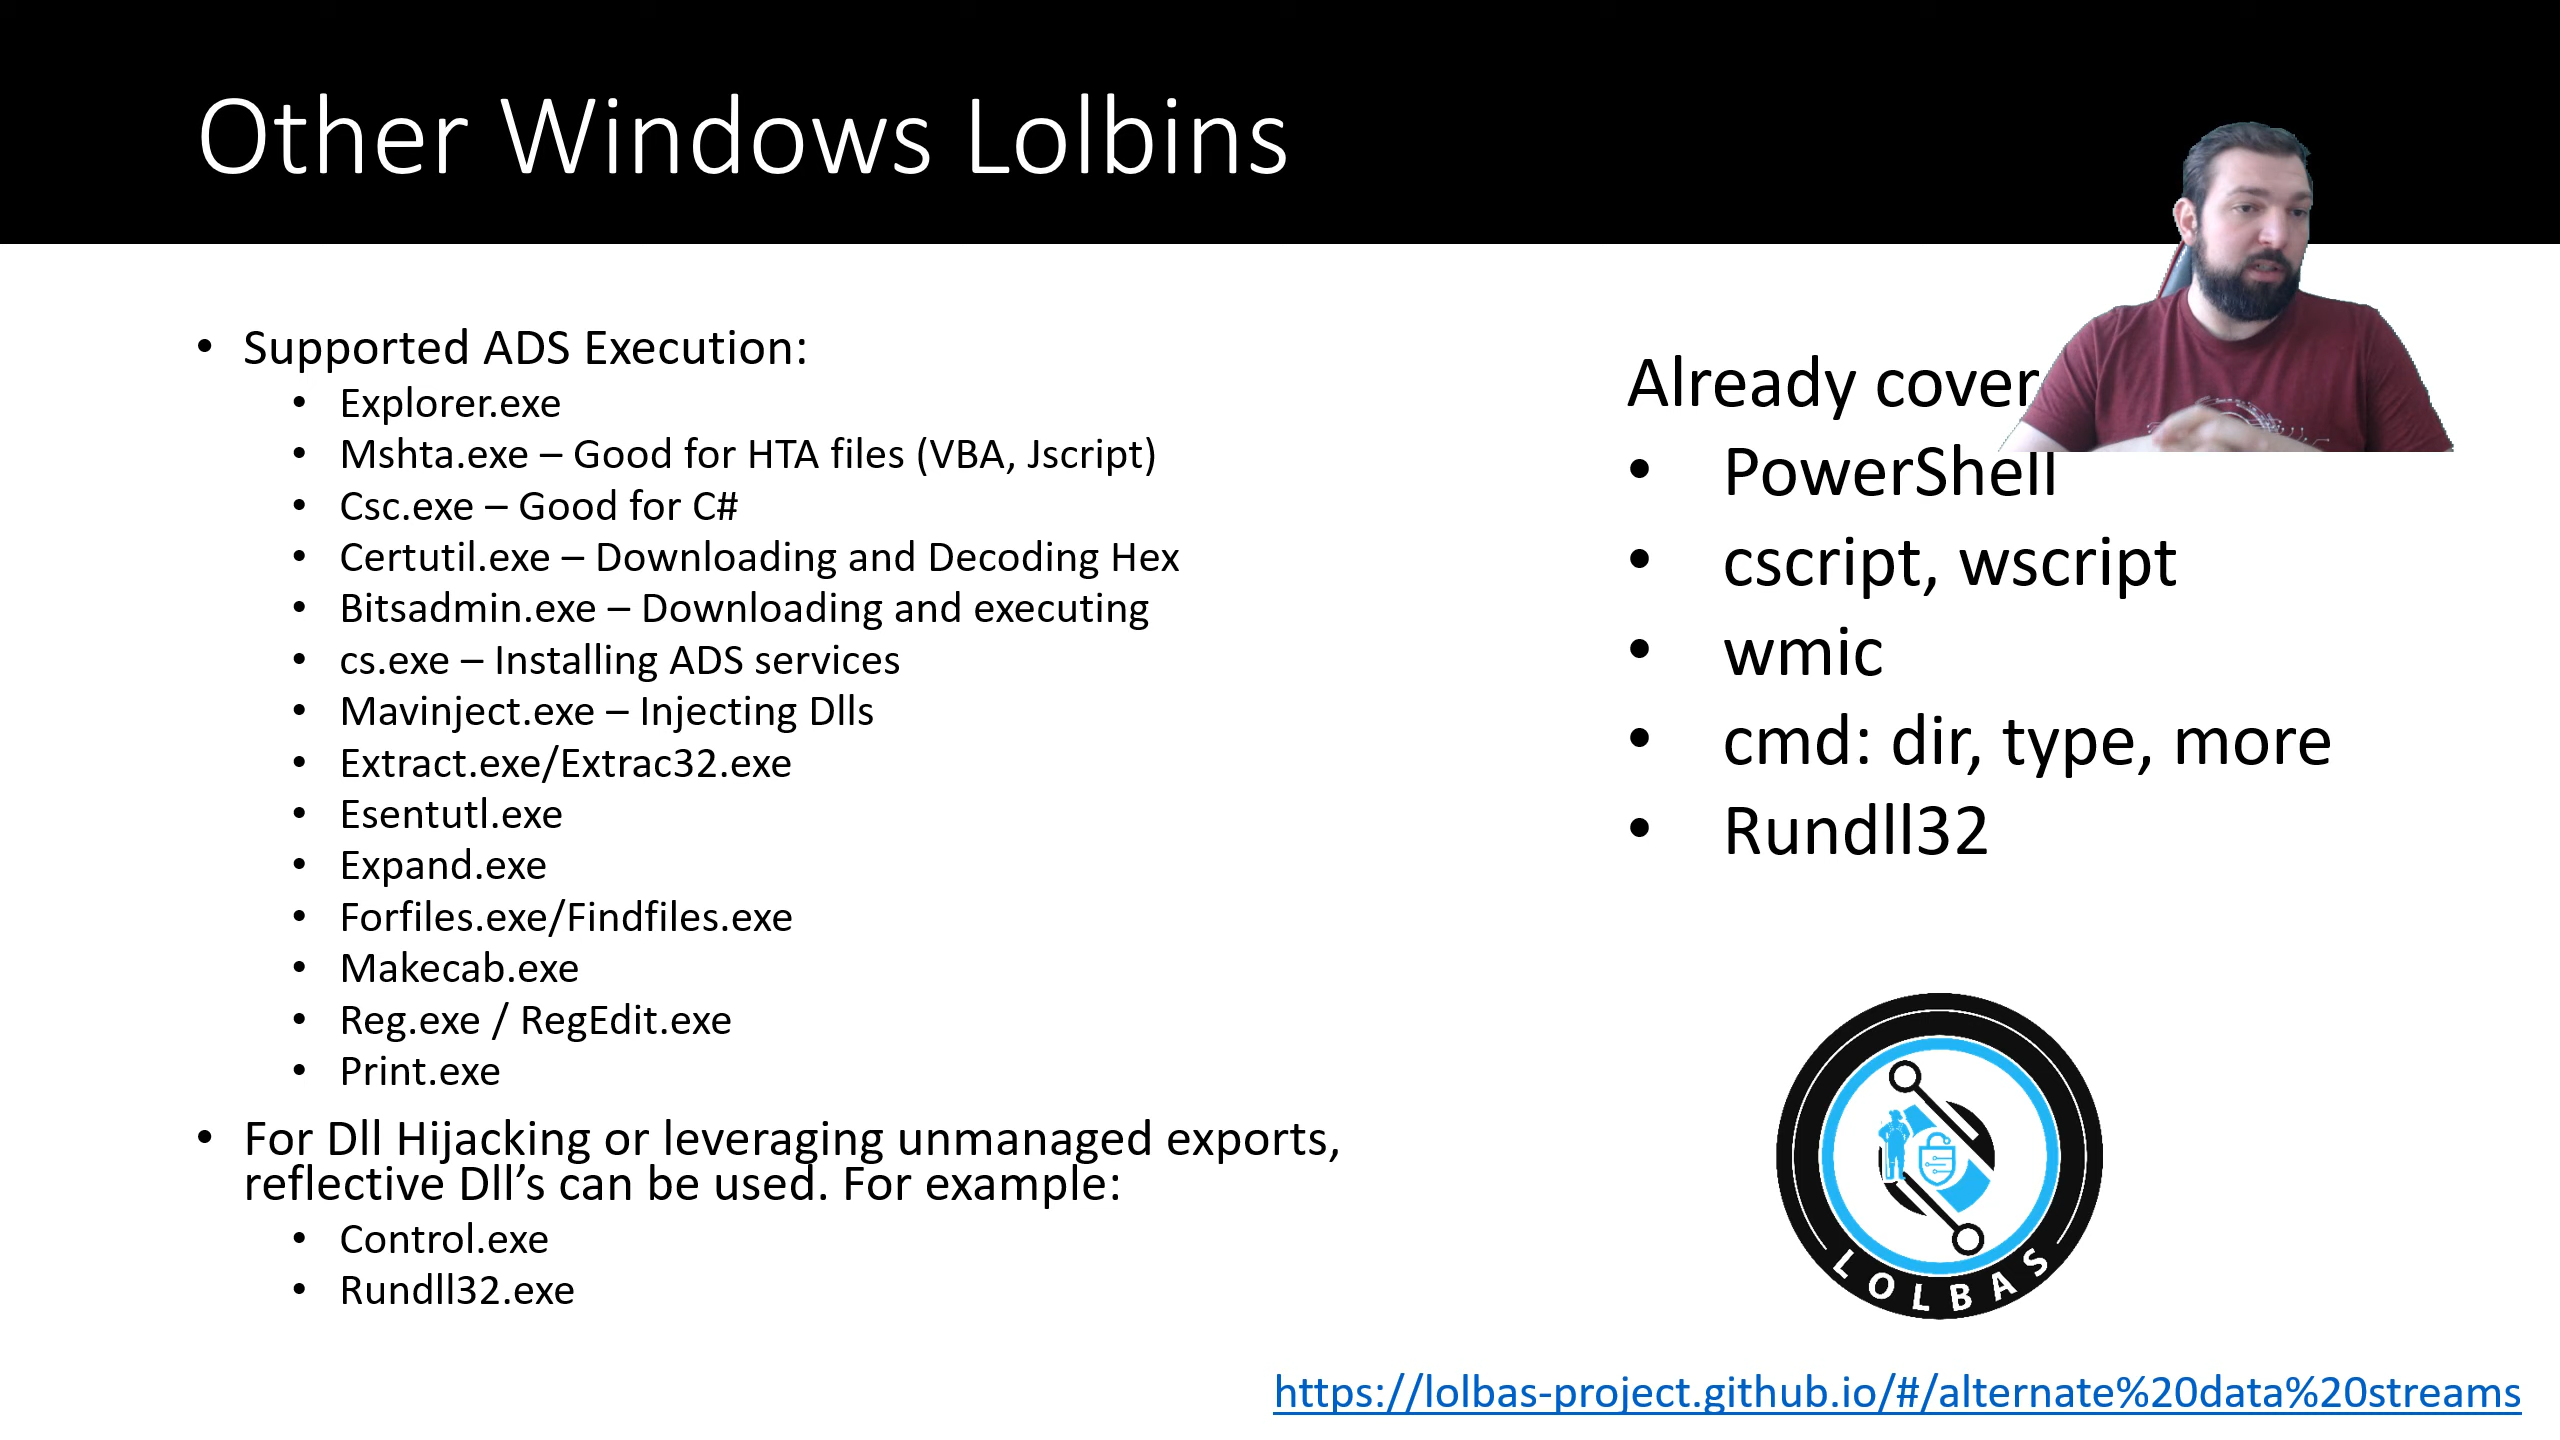 Other Windows Lolbins
• Supported ADS Execution:
• Explorer.exe
• Mshta.exe – Good for HTA files (VBA, Jscript)
• Csc.exe – Good for C#
• Certutil.exe – Downloading and Decoding Hex
• Bitsadmin.exe – Downloading and executing
• cs.exe – Installing ADS services
• Mavinject.exe – Injecting Dlls
• Extract.exe/Extrac32.exe
• Esentutl.exe
• Expand.exe
• Forfiles.exe/Findfiles.exe
• Makecab.exe
• Reg.exe / RegEdit.exe
• Print.exe
• For Dll Hijacking or leveraging unmanaged exports,
reflective Dll’s can be used. For example:
• Control.exe
• Rundll32.exe
Already cover
• PowerShell
• cscript, wscript
• wmic
• cmd: dir, type, more
• Rundll32
LOLBAS
https://lolbas-project.github.io/#/alternate%20data%20streams